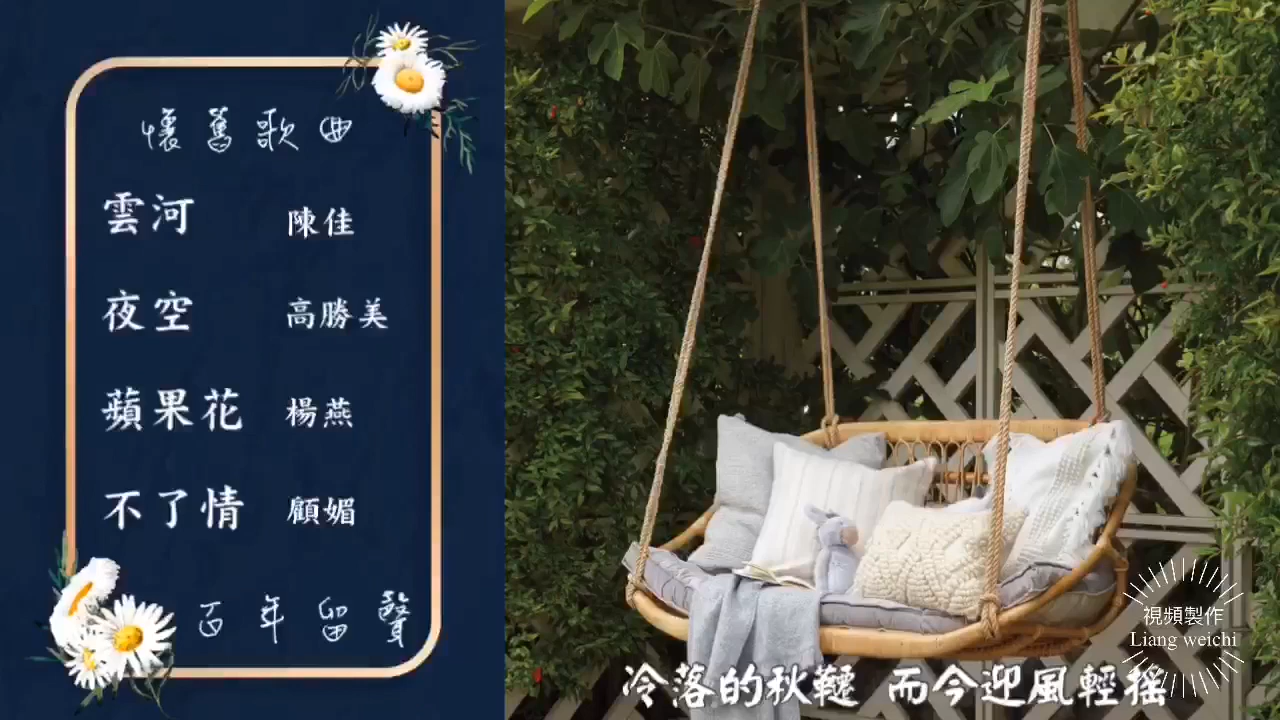 懷舊歌曲
雲河 陳佳
夜空 高勝美
蘋果花 楊燕
不了情 顧媚
百年留聲
視頻製作
Liang weichi
冷落的秋韆 而今迎風輕搖